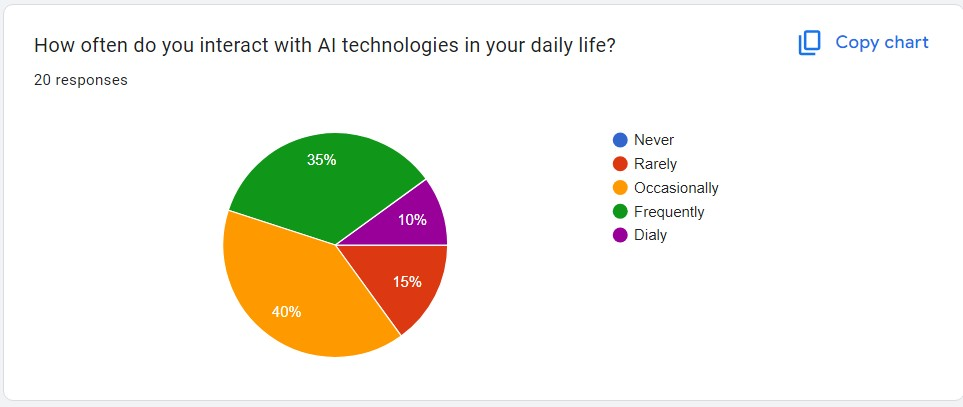 How often do you interact with AI technologies in your daily life?
Copy chart
20 responses
35%
10%
15%
40%
Never
Rarely
Occasionally
Frequently
Dialy